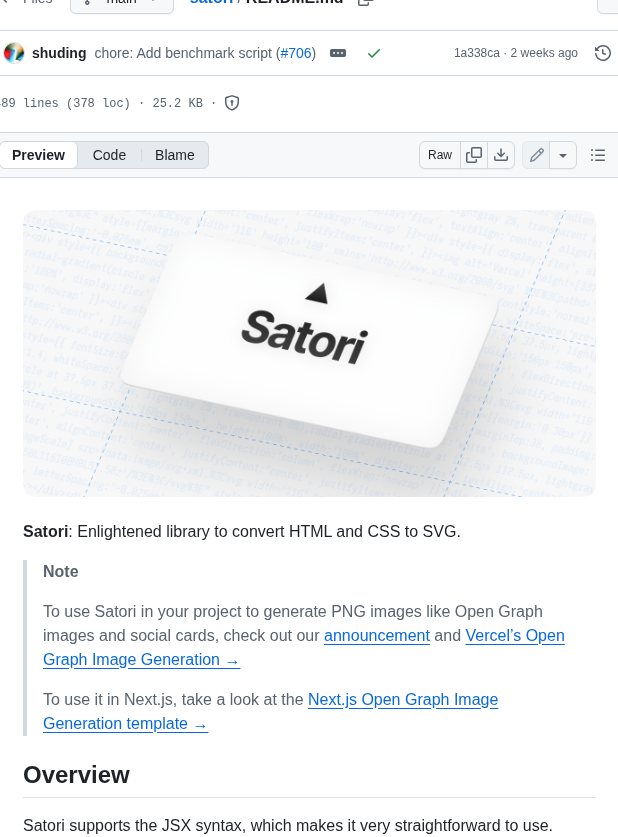 Files
main
satori / README.md
shuding chore: Add benchmark script (#706)
1a338ca · 2 weeks ago
89 lines (378 loc) · 25.2 KB ·
Preview Code Blame
Raw
Satori
Satori: Enlightened library to convert HTML and CSS to SVG.
Note
To use Satori in your project to generate PNG images like Open Graph
images and social cards, check out our announcement and Vercel’s Open
Graph Image Generation →
To use it in Next.js, take a look at the Next.js Open Graph Image
Generation template →
Overview
Satori supports the JSX syntax, which makes it very straightforward to use.